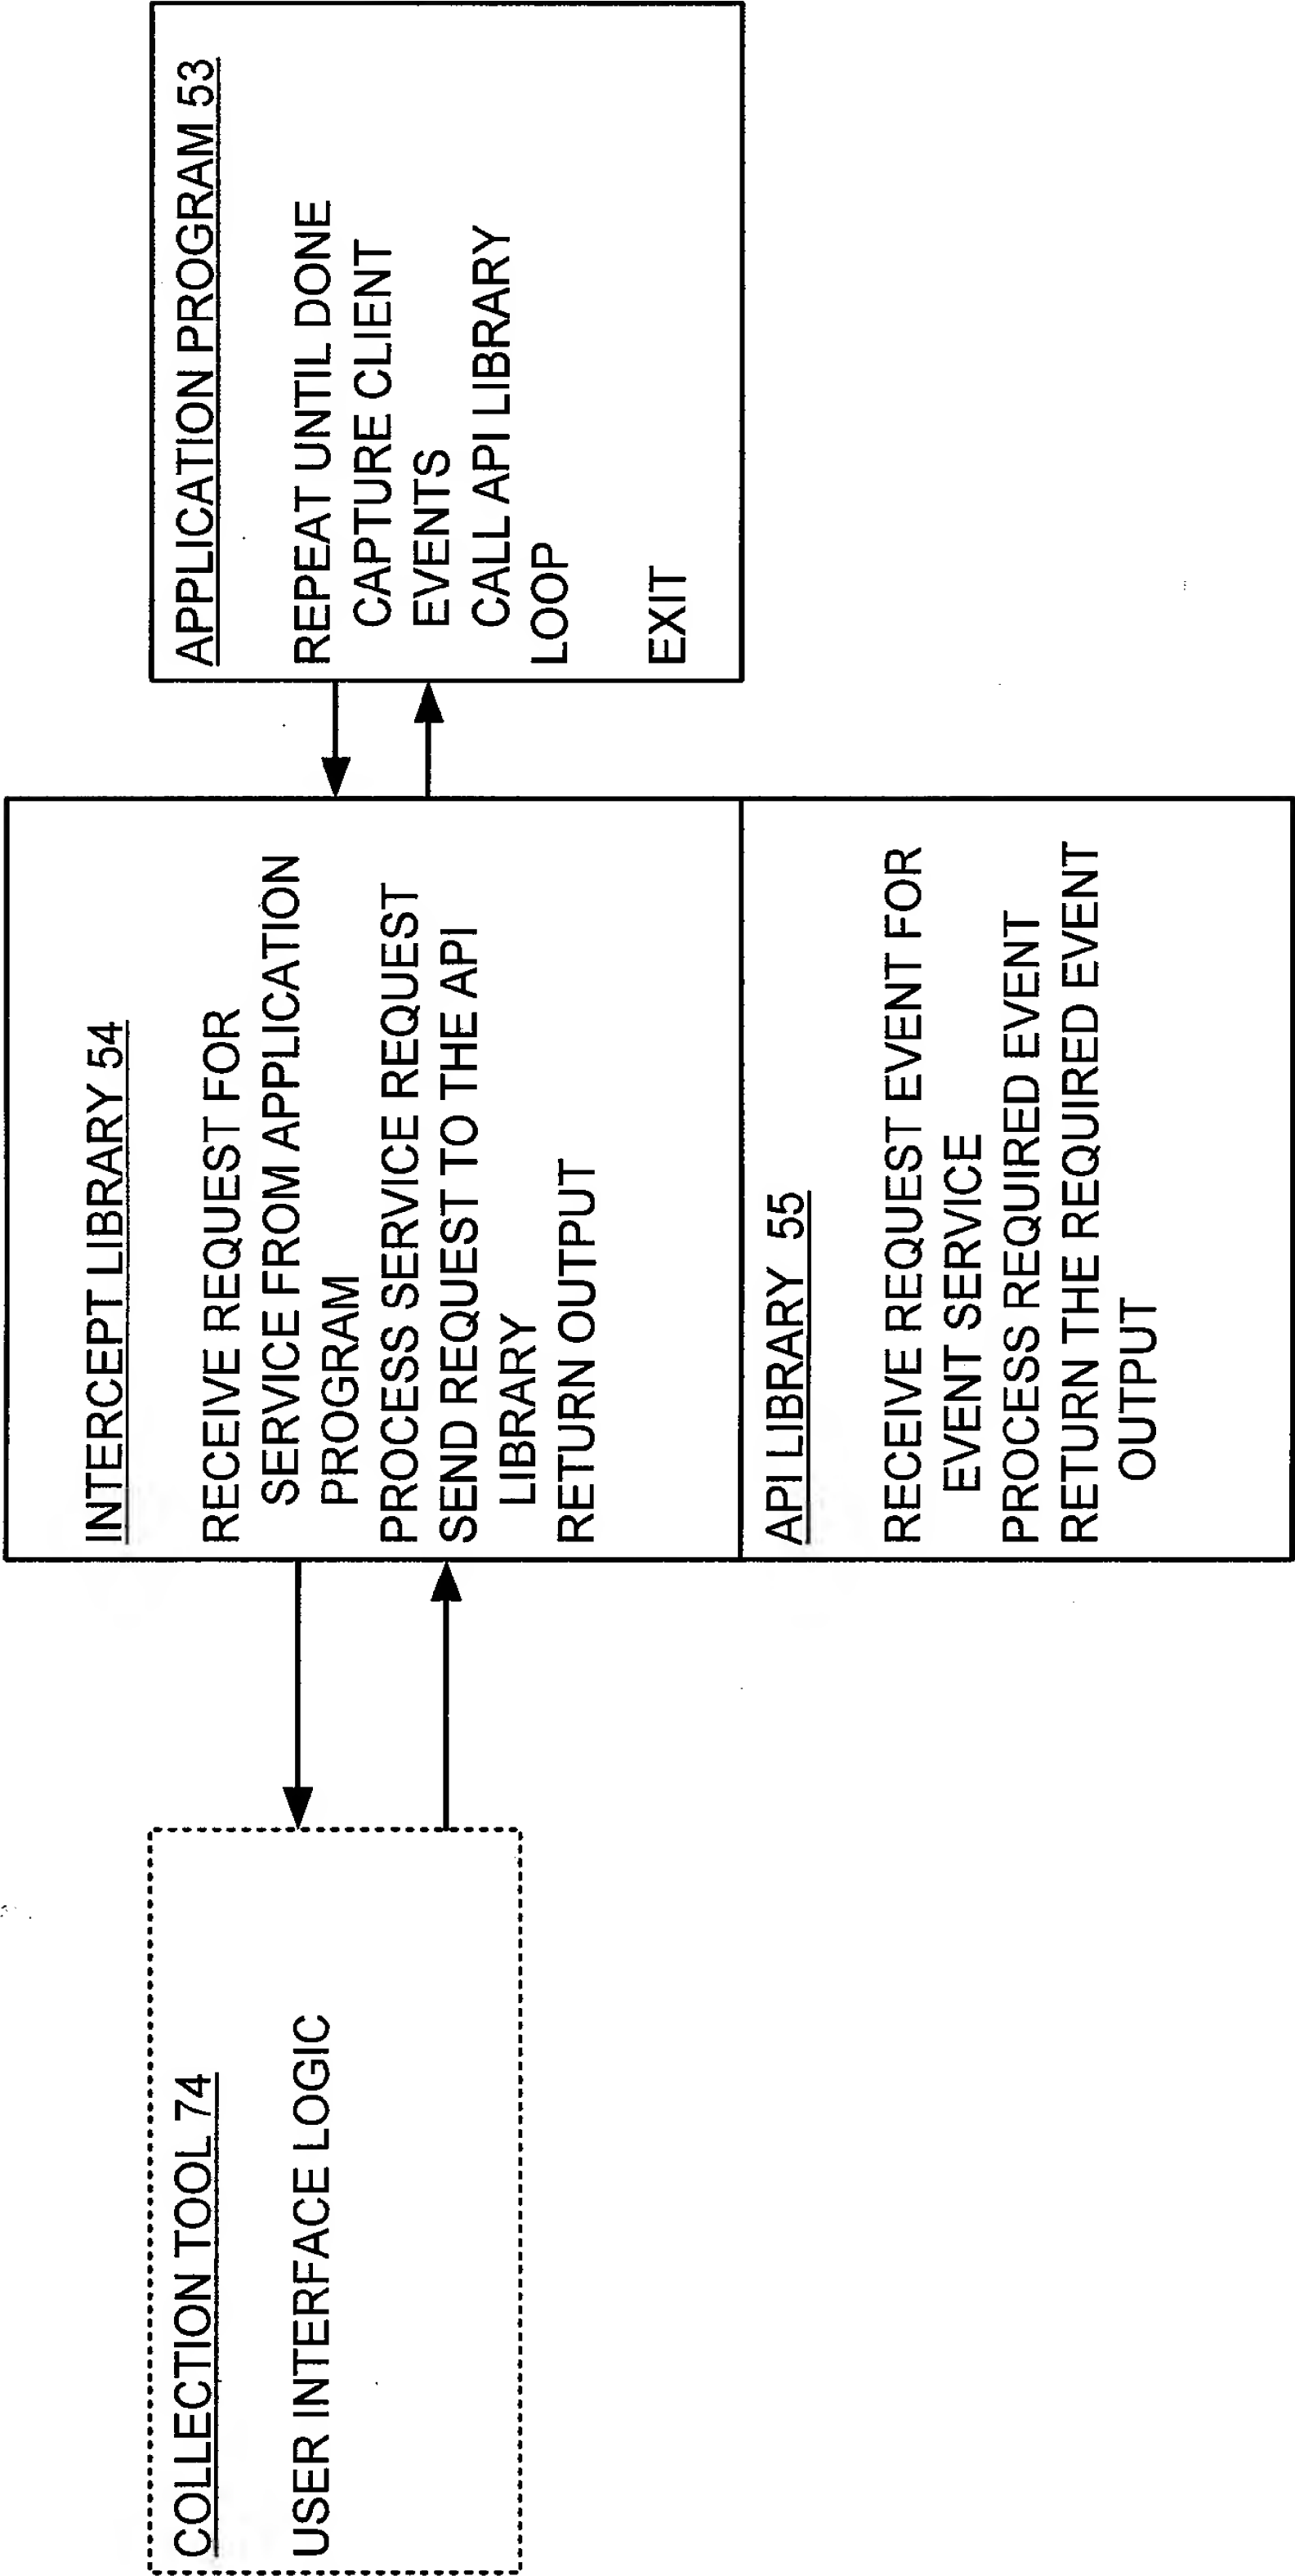 COLLECTION TOOL 74
USER INTERFACE LOGIC
INTERCEPT LIBRARY 54
RECEIVE REQUEST FOR
SERVICE FROM APPLICATION
PROGRAM
PROCESS SERVICE REQUEST
SEND REQUEST TO THE API
LIBRARY
RETURN OUTPUT
API LIBRARY 55
RECEIVE REQUEST EVENT FOR
EVENT SERVICE
PROCESS REQUIRED EVENT
RETURN THE REQUIRED EVENT
OUTPUT
APPLICATION PROGRAM 53
REPEAT UNTIL DONE
CAPTURE CLIENT
EVENTS
CALL API LIBRARY
LOOP
EXIT